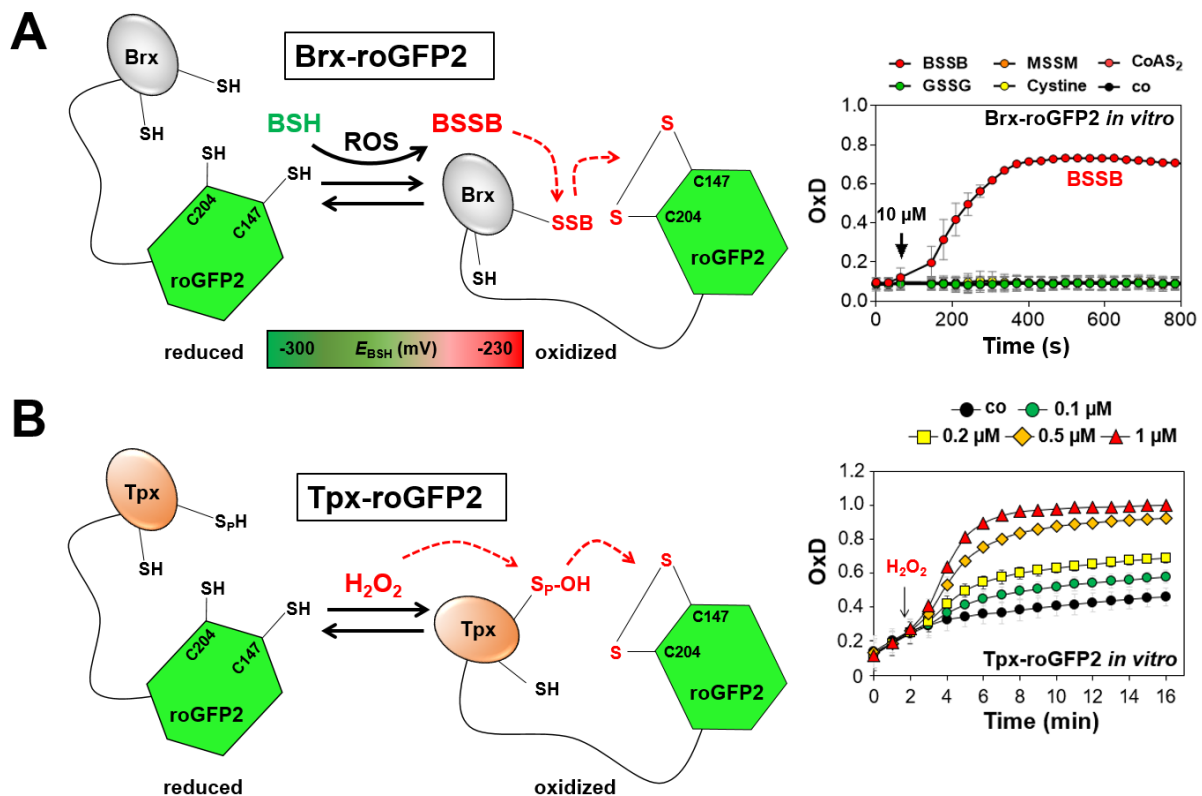 A
Brx-roGFP2
Brx
SH
SH
SH
SH
C204
C147
roGFP2
BSH
ROS
BSSB
Brx
SSB
SH
S
S
C147
C204
roGFP2
reduced
-300 EBSH (mV) -230
oxidized
BSSB MSSM CoAS2
GSSG Cystine co
Brx-roGFP2 in vitro
BSSB
10 µM
OxD
1.0
0.8
0.6
0.4
0.2
0.0
0 200 400 600 800
Time (s)
B
Tpx-roGFP2
Tpx
SPH
SH
SH
SH
C204
C147
roGFP2
H2O2
SP-OH
Tpx
SH
S
S
C147
C204
roGFP2
reduced
oxidized
co 0.1 µM
0.2 µM 0.5 µM 1 µM
H2O2
Tpx-roGFP2 in vitro
OxD
1.2
1.0
0.8
0.6
0.4
0.2
0
0 2 4 6 8 10 12 14 16
Time (min)